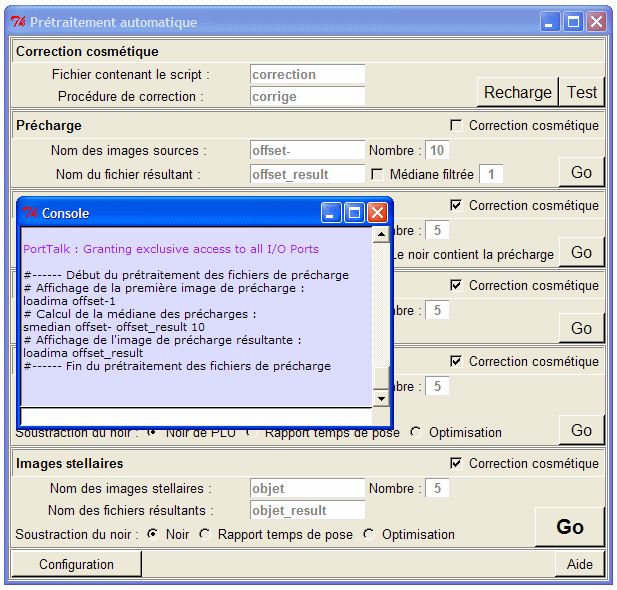 Prétraitement automatique
Correction cosmétique
Fichier contenant le script : correction
Procédure de correction : corrige
Recharge Test
Précharge Correction cosmétique
Nom des images sources : offset- Nombre : 10
Nom du fichier résultant : offset_result Médiane filtrée 1
Go
Correction cosmétique
mbre : 5
Le noir contient la précharge Go
Console
PortTalk : Granting exclusive access to all I/O Ports
#------ Début du prétraitement des fichiers de précharge
# Affichage de la première image de précharge :
loadima offset-1
# Calcul de la médiane des précharges :
smedian offset- offset_result 10
# Affichage de l'image de précharge résultante :
loadima offset_result
#------ Fin du prétraitement des fichiers de précharge
Correction cosmétique
mbre : 5
Go
Correction cosmétique
mbre : 5
Soustraction du noir : Noir de PLU Rapport temps de pose Optimisation Go
Images stellaires Correction cosmétique
Nom des images stellaires : objet Nombre : 5
Nom des fichiers résultants : objet_result
Soustraction du noir : Noir Rapport temps de pose Optimisation
Go
Configuration Aide